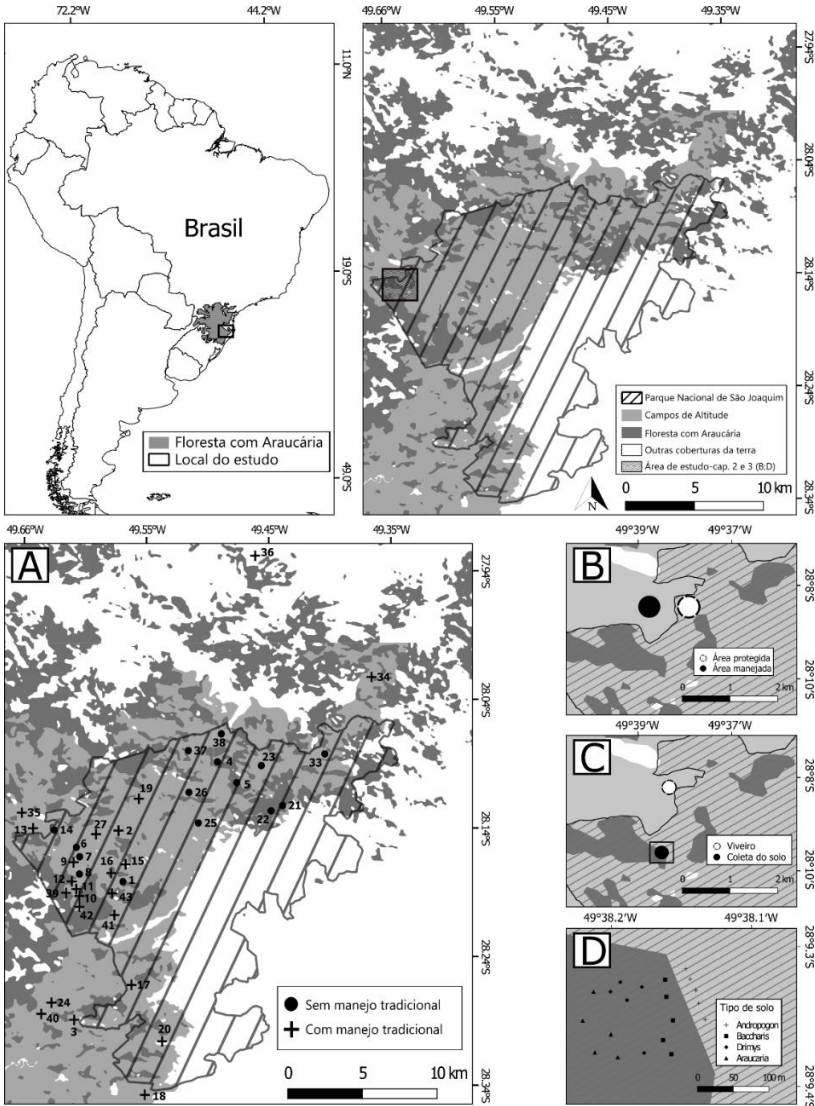 72.2°W 44.2°W
11.0°N
19.0°S
49.0°S
Brasil
Floresta com Araucária
Local do estudo
49.66°W 49.55°W 49.45°W 49.35°W
27.94°S
28.04°S
28.14°S
28.24°S
28.34°S
Parque Nacional de São Joaquim
Campos de Altitude
Floresta com Araucária
Outras coberturas da terra
Área de estudo-cap. 2 e 3 (B:D)
N
0 5 10 km
49.66°W 49.55°W 49.45°W 49.35°W
A
27.94°S
28.04°S
28.14°S
28.24°S
28.34°S
36
34
38
37
4
23
33
5
26
19
21
22
25
35
13
14
27
2
6
7
9
16
15
8
12
11
1
39
10
43
42
41
17
24
40
3
20
18
Sem manejo tradicional
Com manejo tradicional
0 5 10 km
49°39'W 49°37'W
B
28°8'S
28°10'S
Área protegida
Área manejada
0 1 2 km
49°39'W 49°37'W
C
28°8'S
28°10'S
Viveiro
Coleta do solo
0 1 2 km
49°38.2'W 49°38.1'W
D
28°9.3'S
28°9.4'S
Tipo de solo
Andropogon
Baccharis
Drimys
Araucaria
0 50 100 m